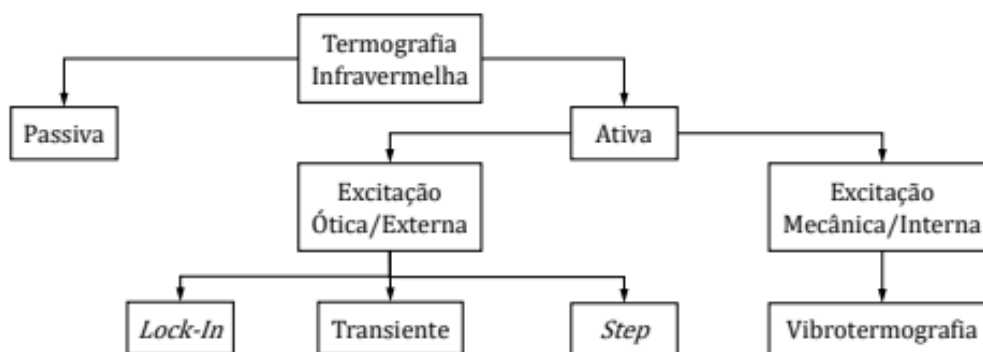 Termografia
Infravermelha
Passiva
Ativa
Excitação
Ótica/Externa
Excitação
Mecânica/Interna
Lock-In
Transiente
Step
Vibrotermografia